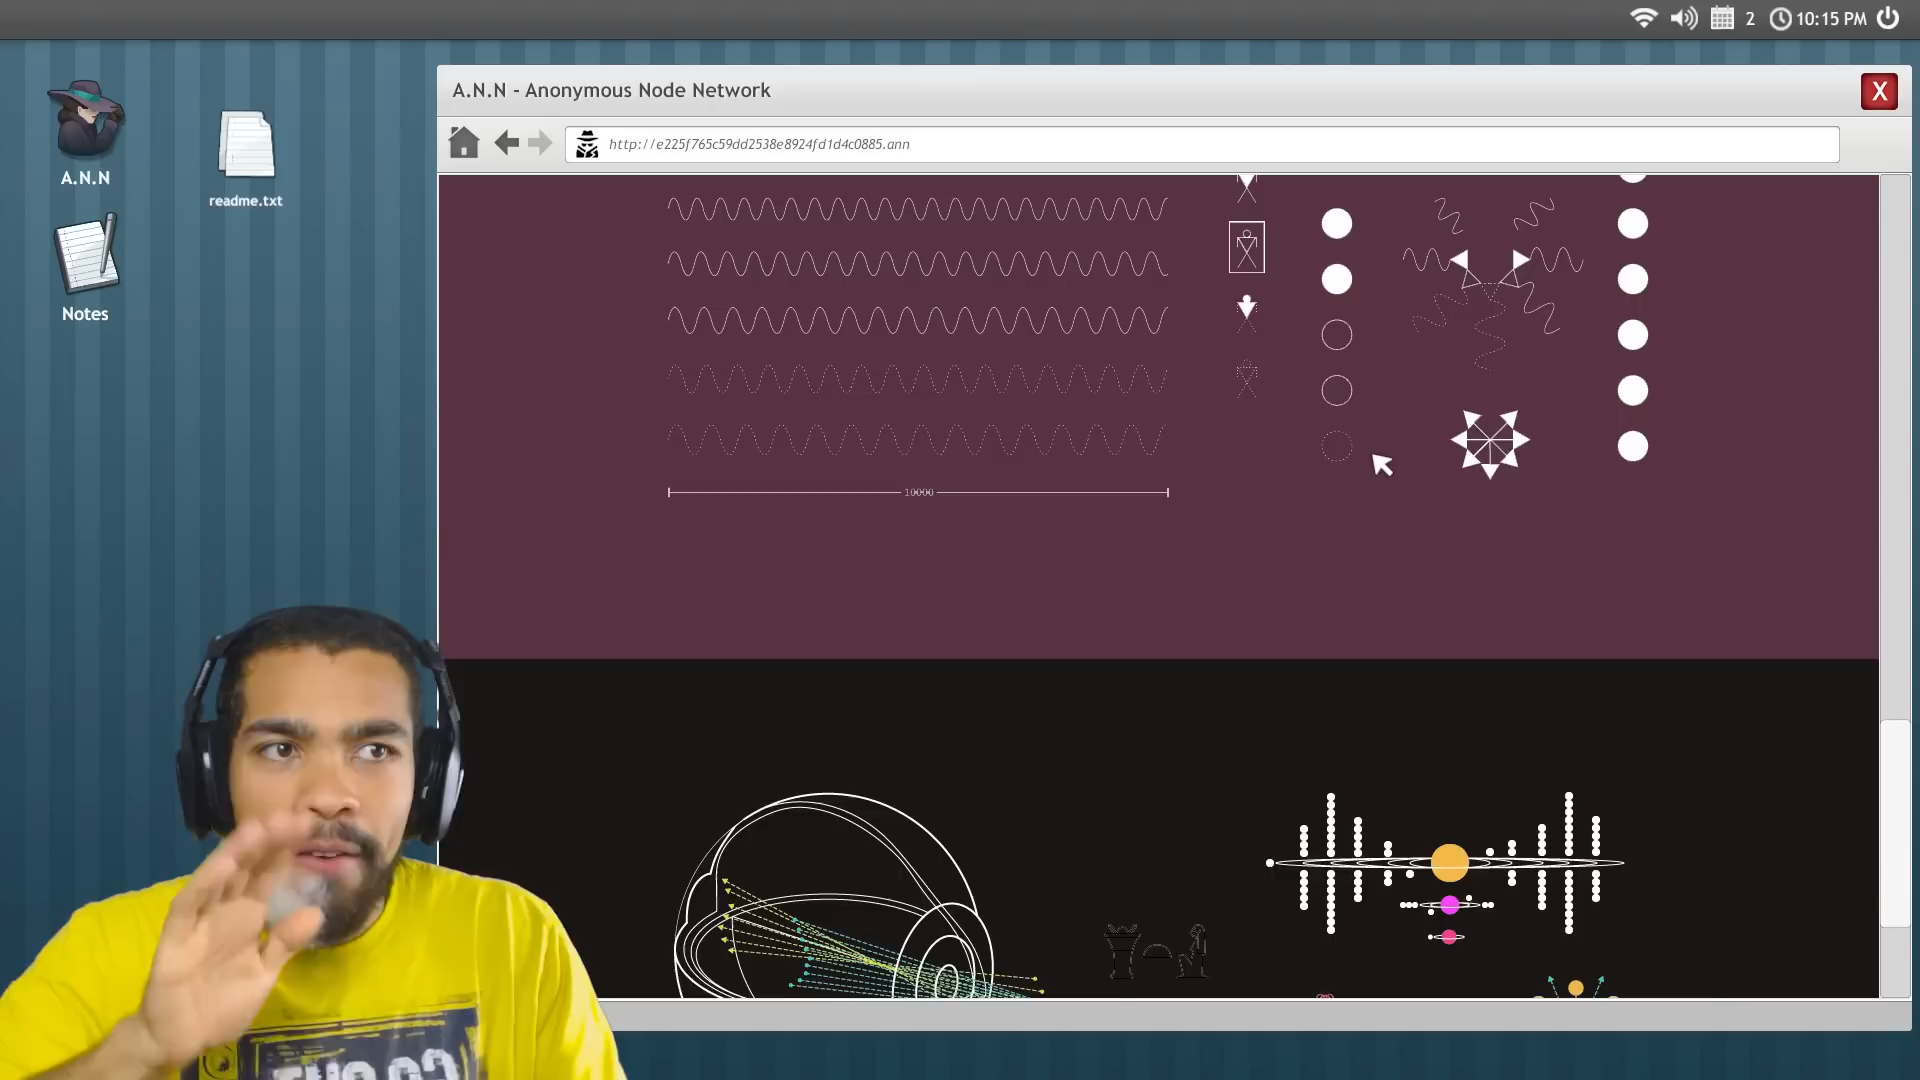 2 10:15 PM
A.N.N - Anonymous Node Network
X
http://e225f765c59dd2538e8924fd1d4c0885.ann
A.N.N
readme.txt
Notes
10000